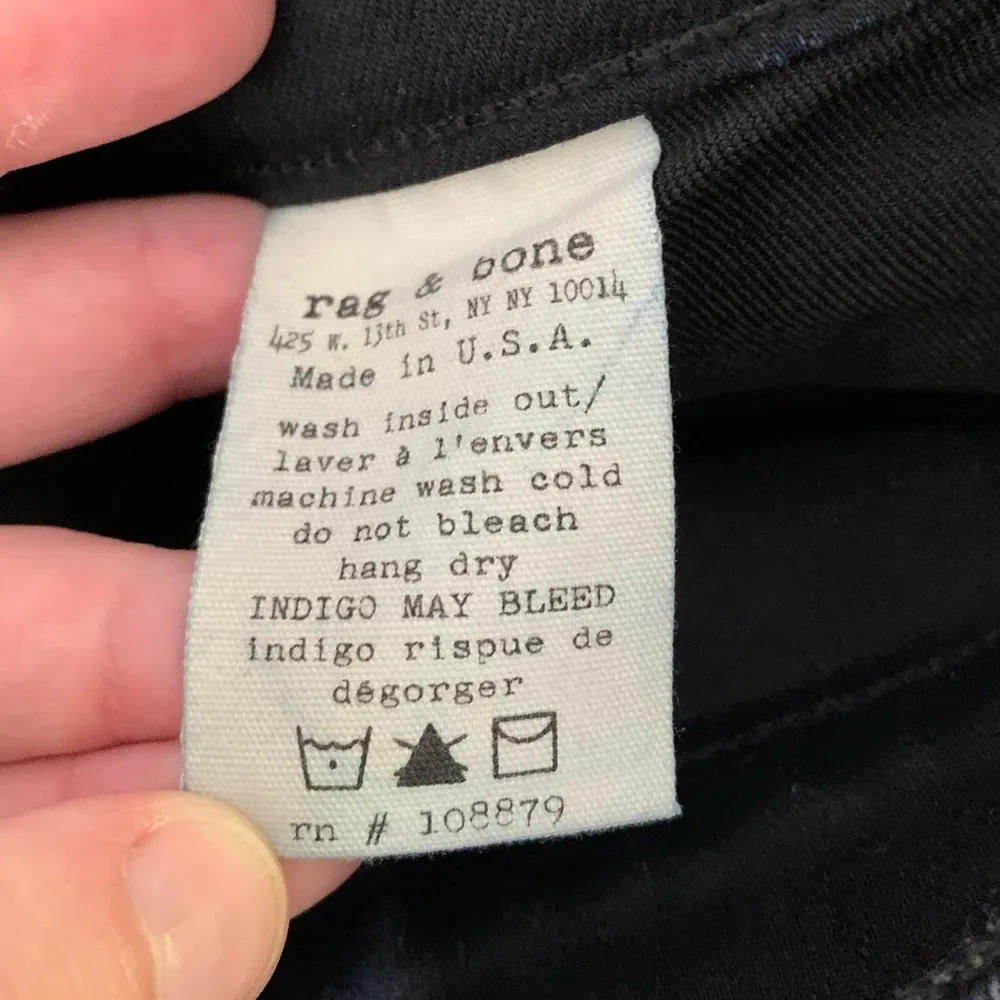 rag & bone
425 W. 13th St, NY NY 10014
Made in U.S.A.
wash inside out/
laver à l'envers
machine wash cold
do not bleach
hang dry
INDIGO MAY BLEED
indigo rispue de
dégorger
rn # 108879